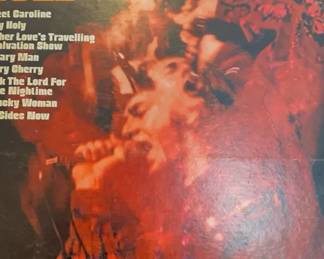 eet Caroline
y Holy
her Love's Travelling
alvation Show
ary Man
ry Cherry
k The Lord For
e Nightime
ucky Woman
Sides Now